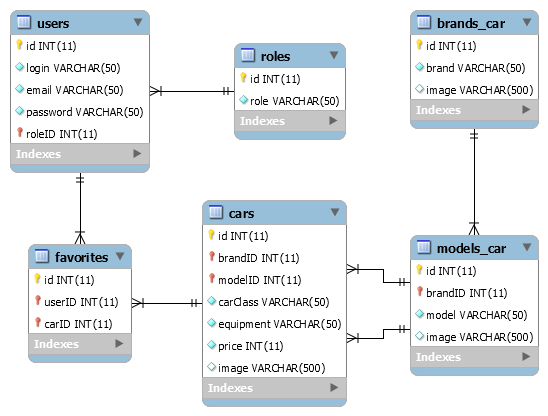 users
id INT(11)
login VARCHAR(50)
email VARCHAR(50)
password VARCHAR(50)
roleID INT(11)
Indexes
roles
id INT(11)
role VARCHAR(50)
Indexes
brands_car
id INT(11)
brand VARCHAR(50)
image VARCHAR(500)
Indexes
favorites
id INT(11)
userID INT(11)
carID INT(11)
Indexes
cars
id INT(11)
brandID INT(11)
modelID INT(11)
carClass VARCHAR(50)
equipment VARCHAR(50)
price INT(11)
image VARCHAR(500)
Indexes
models_car
id INT(11)
brandID INT(11)
model VARCHAR(50)
image VARCHAR(500)
Indexes